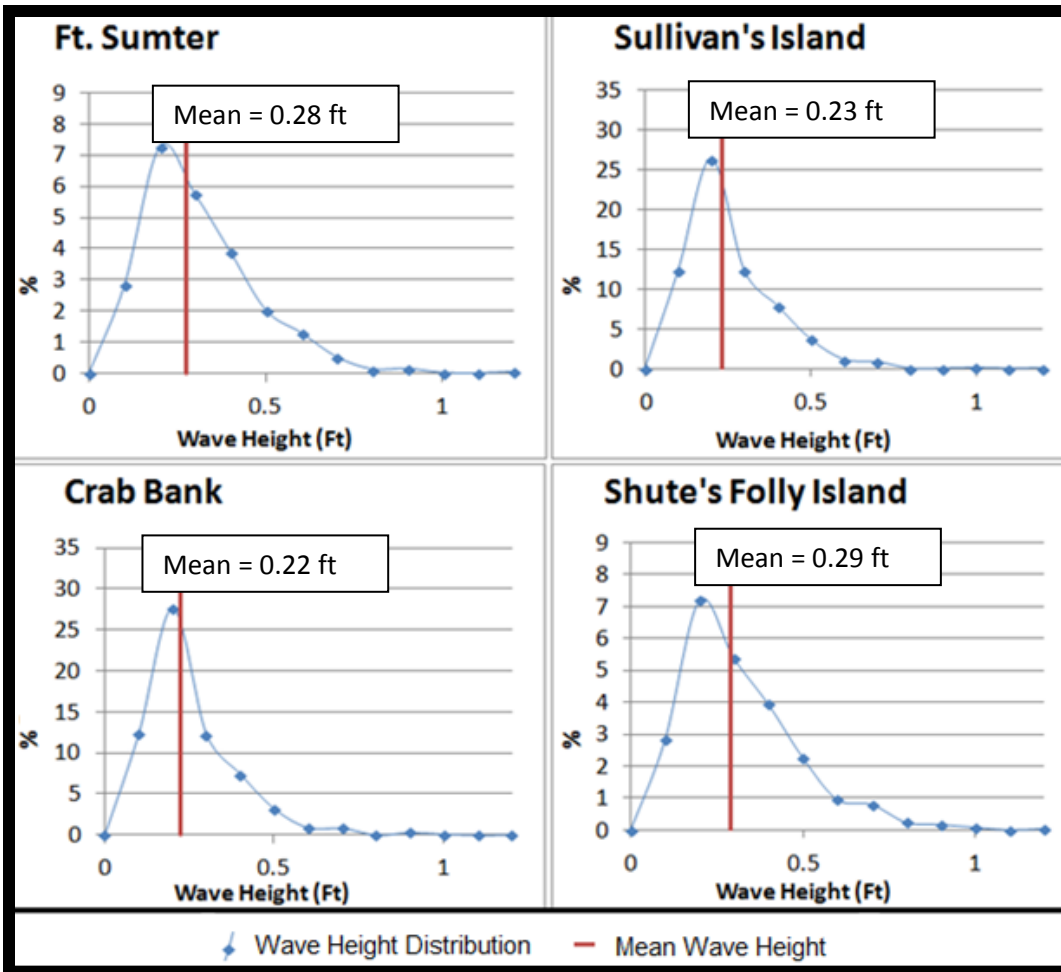 Ft. Sumter
Mean = 0.28 ft
9
8
7
6
5
4
3
2
1
0
%
0 0.5 1
Wave Height (Ft)
Sullivan's Island
Mean = 0.23 ft
35
30
25
20
15
10
5
0
%
0 0.5 1
Wave Height (Ft)
Crab Bank
Mean = 0.22 ft
35
30
25
20
15
10
5
0
%
0 0.5 1
Wave Height (Ft)
Shute's Folly Island
Mean = 0.29 ft
9
8
7
6
5
4
3
2
1
0
%
0 0.5 1
Wave Height (Ft)
Wave Height Distribution Mean Wave Height